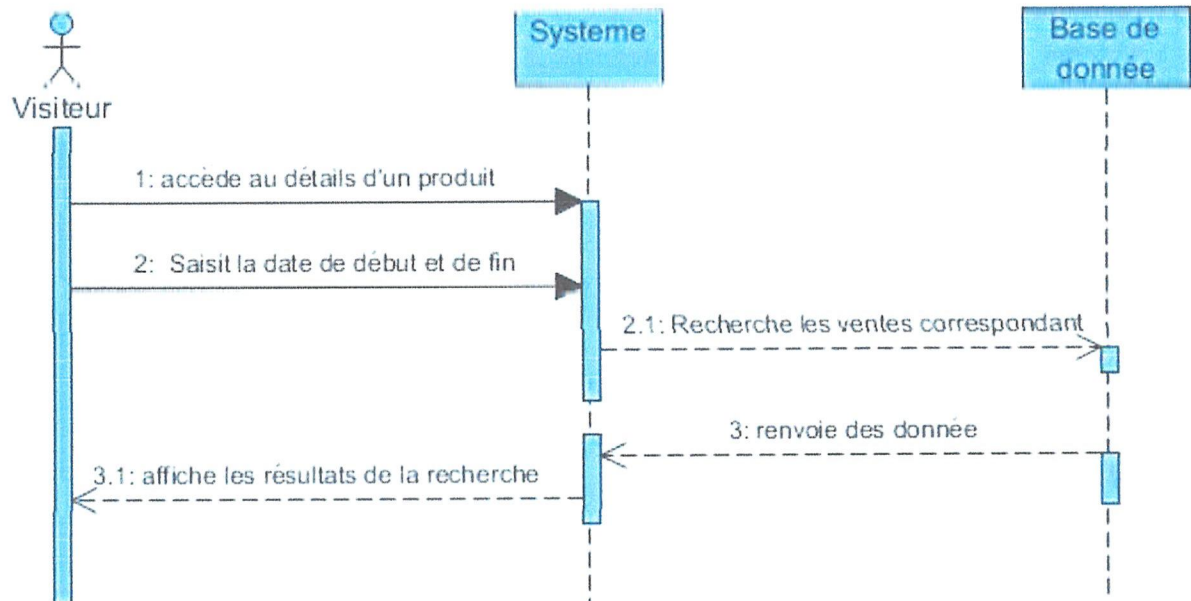 Systeme
Base de
donnée
Visiteur
1: accède au détails d'un produit
2: Saisit la date de début et de fin
2.1: Recherche les ventes correspondant
3: renvoie des donnée
3.1: affiche les résultats de la recherche